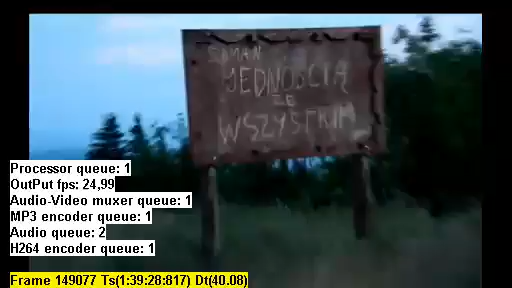 JEDNOŚCIĄ
ZE
WSZYSTKIM
Processor queue: 1
OutPut fps: 24,99
Audio-Video muxer queue: 1
MP3 encoder queue: 1
Audio queue: 2
H264 encoder queue: 1
Frame 149077 Ts(1:39:28:817) Dt(40.08)